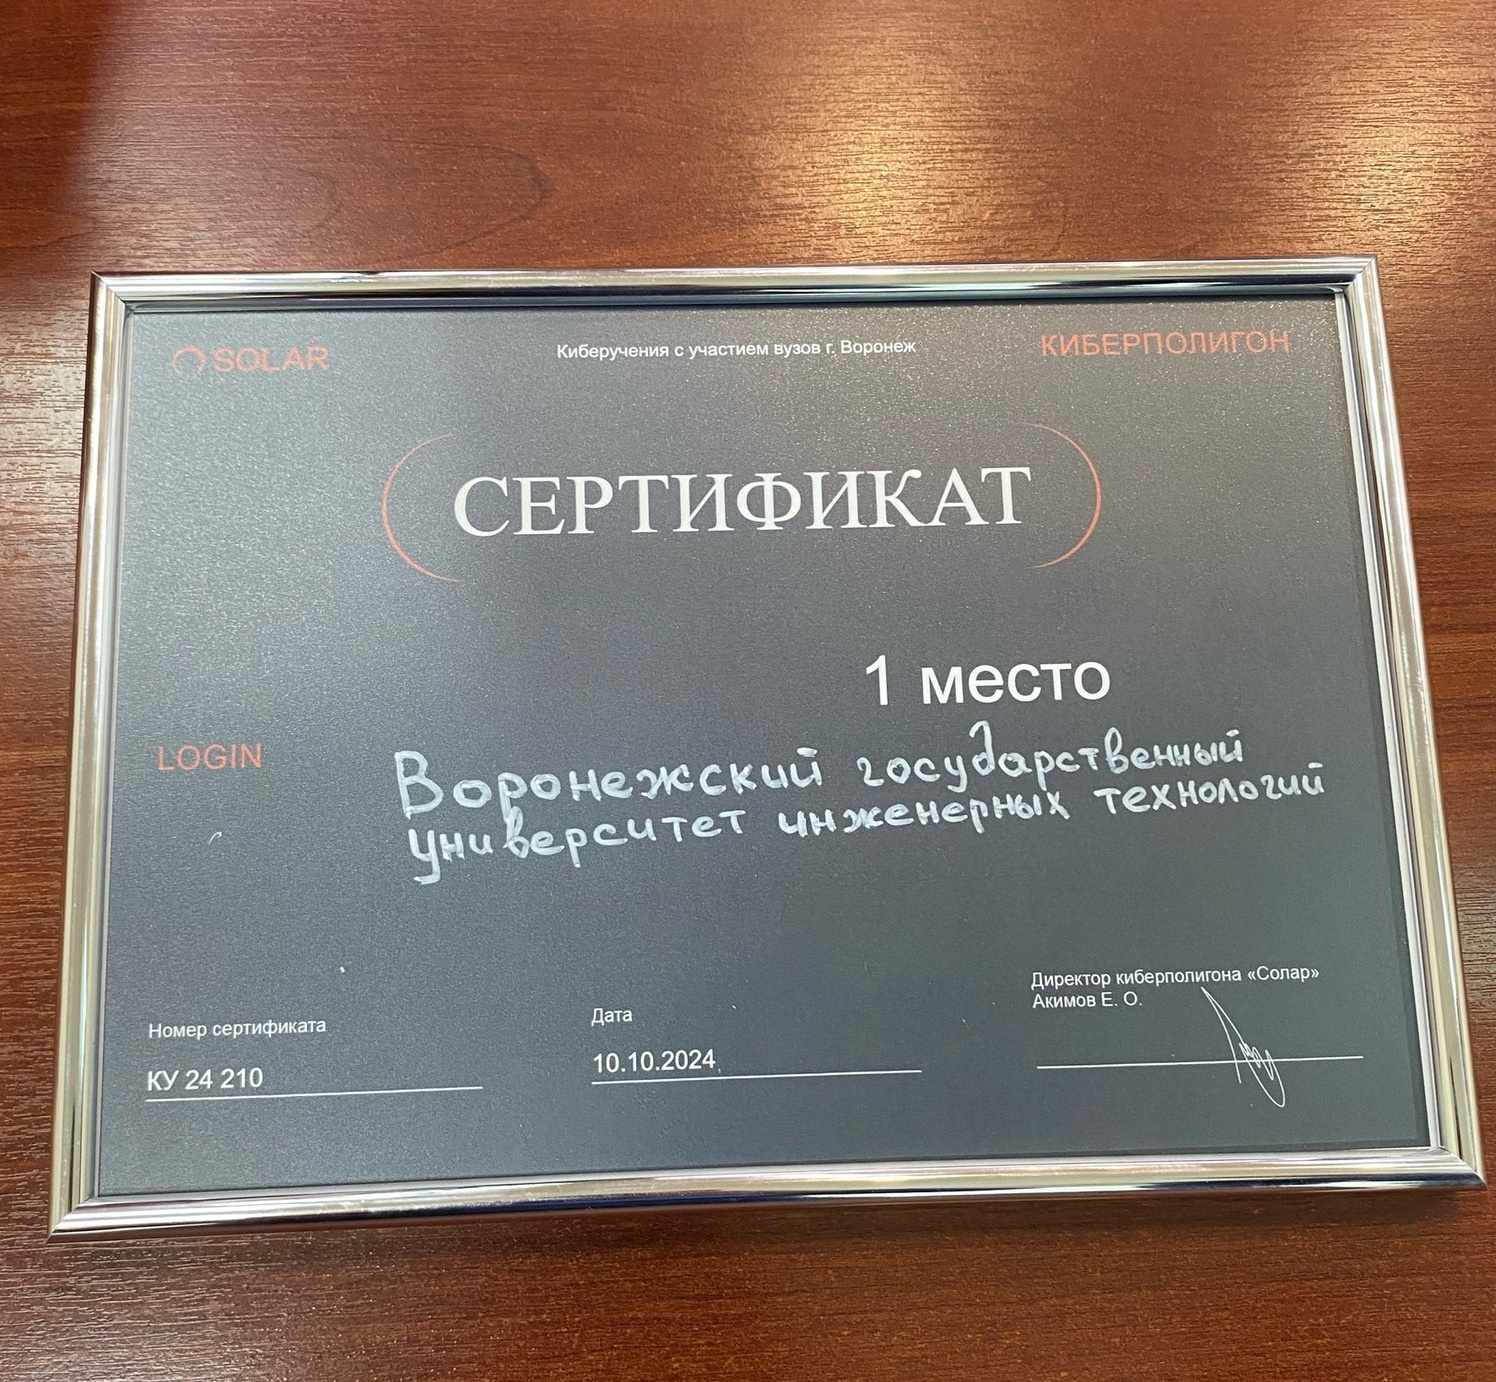 SOLAR
Киберучения с участием вузов г. Воронеж
КИБЕРПОЛИГОН
СЕРТИФИКАТ
1 место
LOGIN
Воронежский государственный
университет инженерных технологий
Директор киберполигона «Солар»
Акимов Е. О.
Номер сертификата
КУ 24 210
Дата
10.10.2024